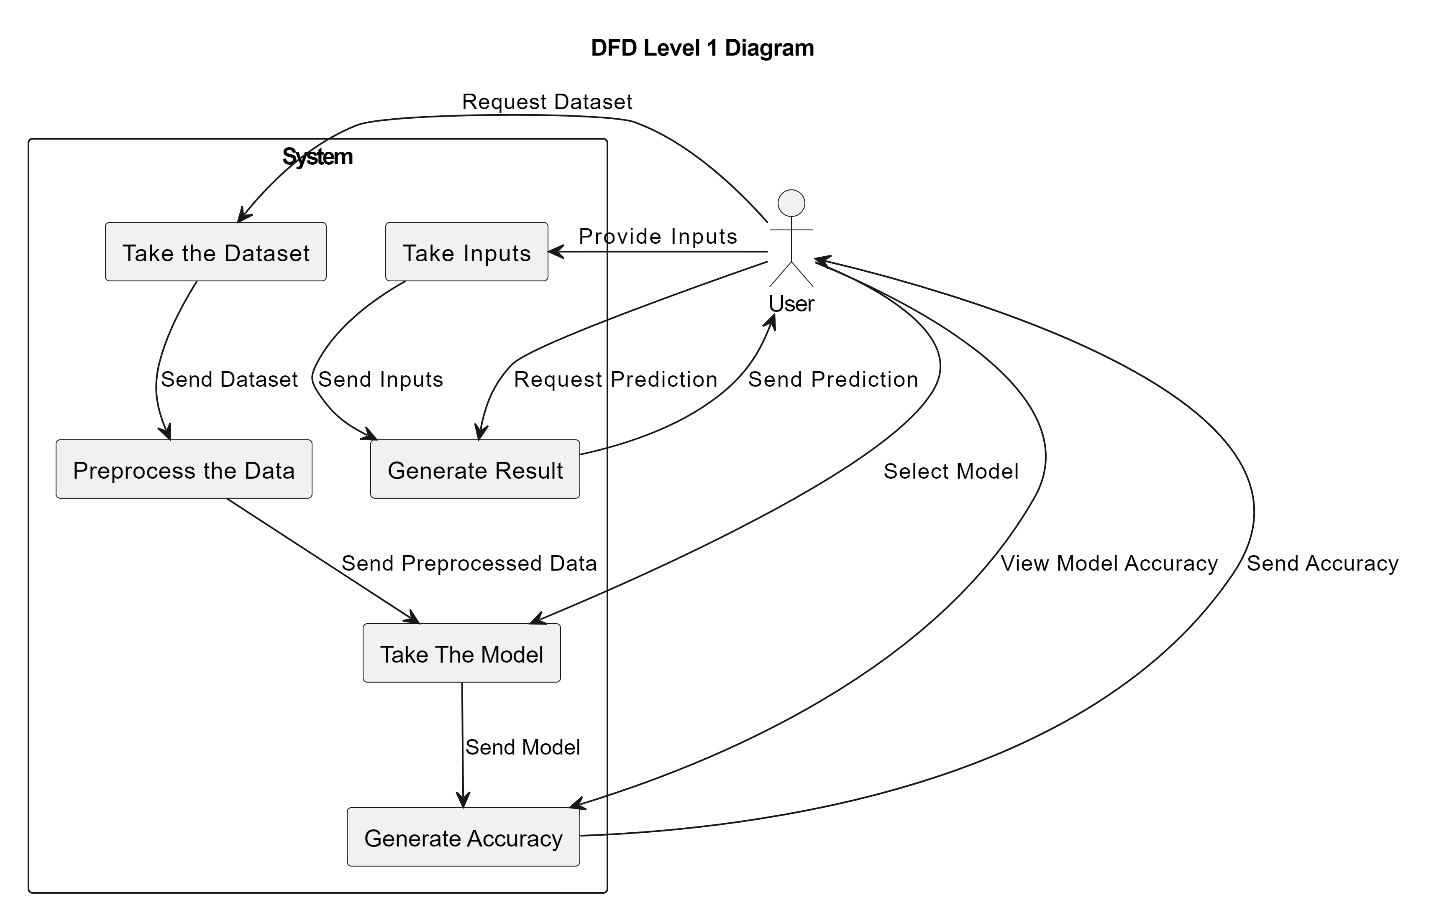 DFD Level 1 Diagram
Request Dataset
System
Provide Inputs
Take the Dataset
Take Inputs
User
Send Dataset
Send Inputs
Request Prediction
Send Prediction
Preprocess the Data
Generate Result
Select Model
Send Preprocessed Data
View Model Accuracy
Send Accuracy
Take The Model
Send Model
Generate Accuracy